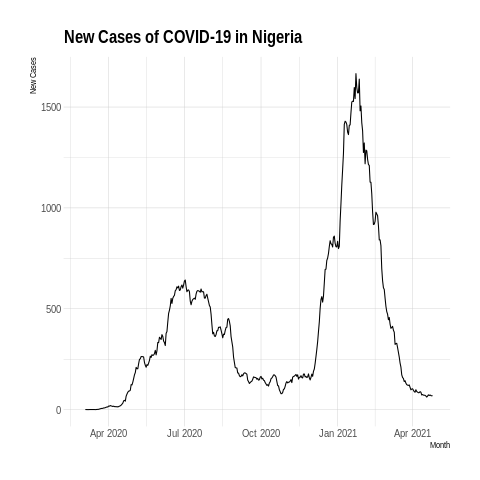 New Cases of COVID-19 in Nigeria
New Cases
1500
1000
500
0
Apr 2020
Jul 2020
Oct 2020
Jan 2021
Apr 2021
Month